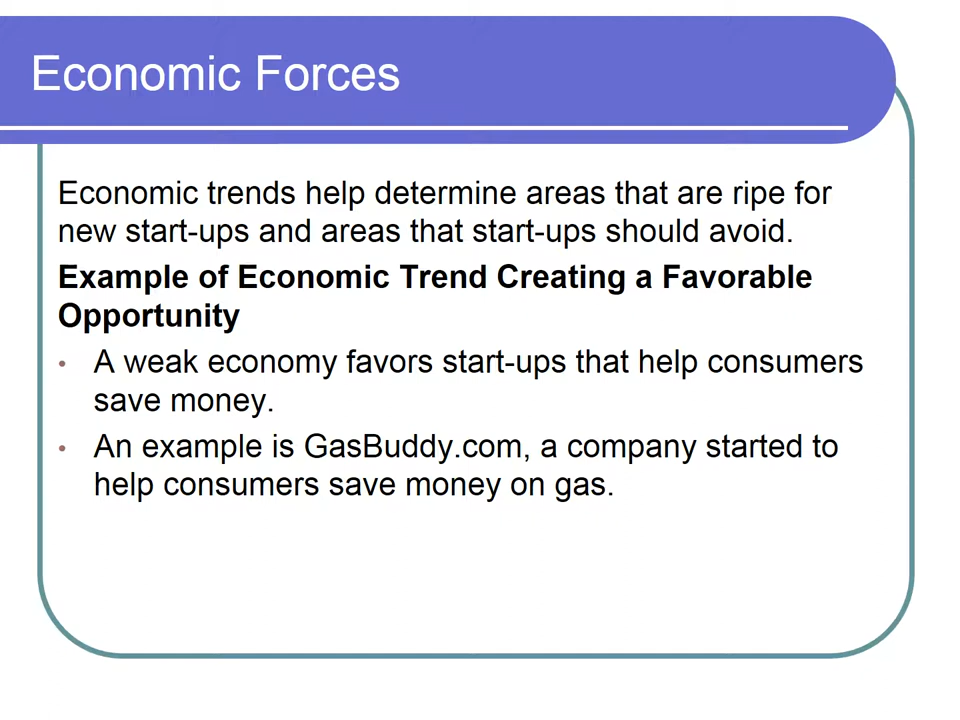 Economic Forces
Economic trends help determine areas that are ripe for
new start-ups and areas that start-ups should avoid.
Example of Economic Trend Creating a Favorable
Opportunity
• A weak economy favors start-ups that help consumers
save money.
• An example is GasBuddy.com, a company started to
help consumers save money on gas.